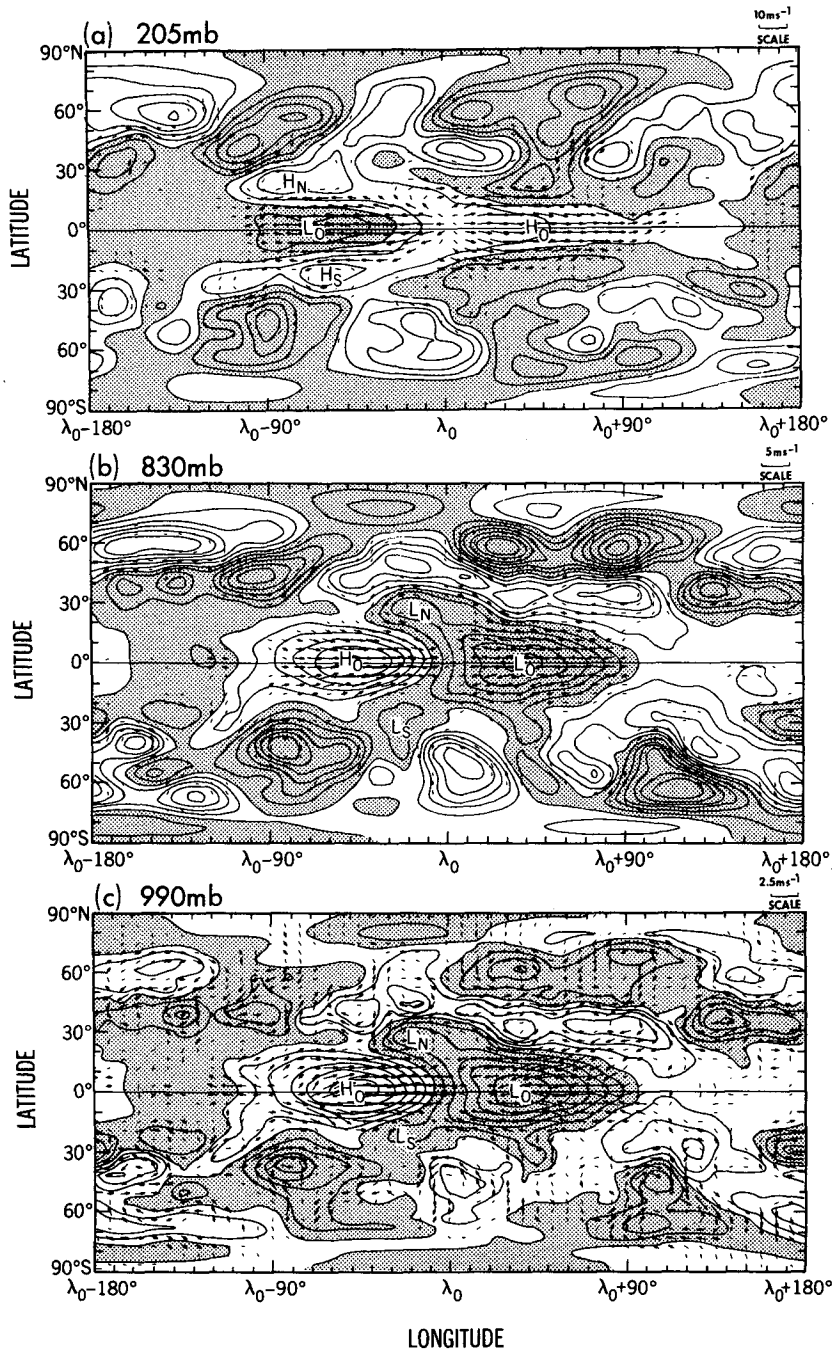 (a) 205mb
10ms⁻¹
SCALE
90°N
60°
30°
0°
30°
60°
90°S
LATITUDE
H_N
L_O
H_O
H_S
λ₀-180°
λ₀-90°
λ₀
λ₀+90°
λ₀+180°
(b) 830mb
5ms⁻¹
SCALE
90°N
60°
30°
0°
30°
60°
90°S
LATITUDE
L_N
H_O
L_O
L_S
λ₀-180°
λ₀-90°
λ₀
λ₀+90°
λ₀+180°
(c) 990mb
2.5ms⁻¹
SCALE
90°N
60°
30°
0°
30°
60°
90°S
LATITUDE
L_N
H_O
L_O
L_S
λ₀-180°
λ₀-90°
λ₀
λ₀+90°
λ₀+180°
LONGITUDE